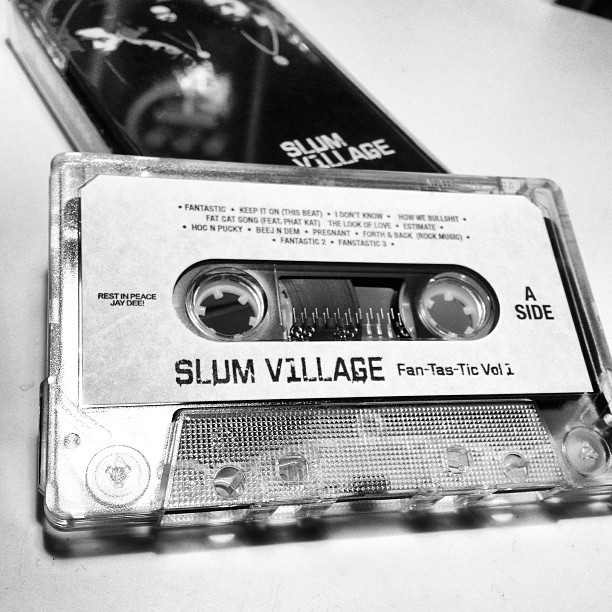 SLUM
VILLAGE
• FANTASTIC • KEEP IT ON (THIS BEAT) • I DON'T KNOW • HOW WE BULLSHIT •
FAT CAT SONG (FEAT. PHAT KAT) THE LOOK OF LOVE • ESTIMATE •
• HOC N PUCKY • BEEJ N DEM • PREGNANT • FORTH & BACK (ROCK MUSIC) •
• FANTASTIC 2 • FANSTASTIC 3 •
REST IN PEACE
JAY DEE!
A
SIDE
SLUM VILLAGE Fan-Tas-Tic Vol 1